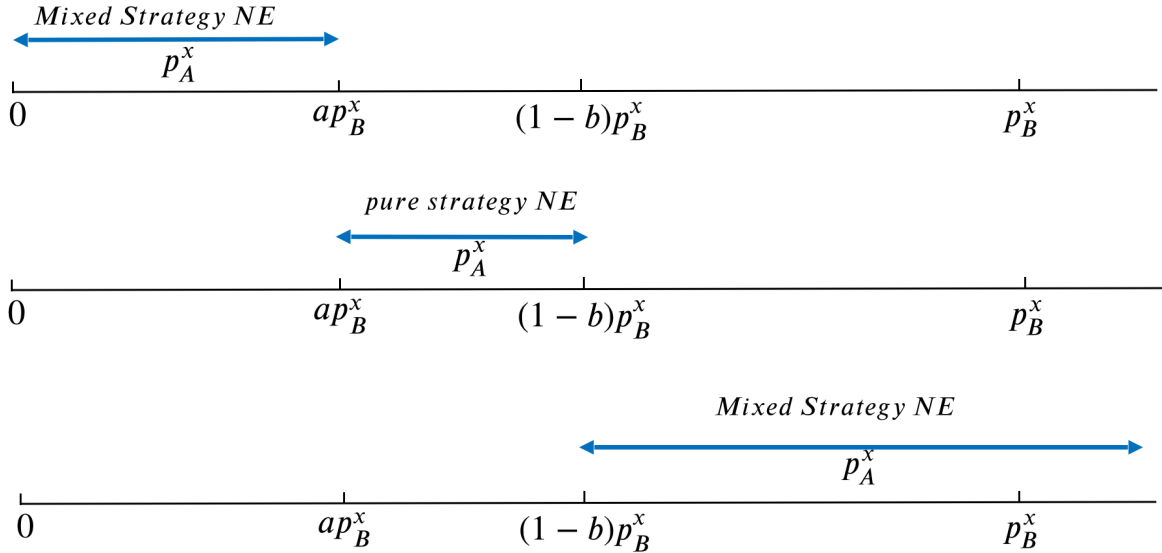 Mixed Strategy NE
$p_A^x$
0 $ap_B^x$ $(1-b)p_B^x$ $p_B^x$
pure strategy NE
$p_A^x$
0 $ap_B^x$ $(1-b)p_B^x$ $p_B^x$
Mixed Strategy NE
$p_A^x$
0 $ap_B^x$ $(1-b)p_B^x$ $p_B^x$